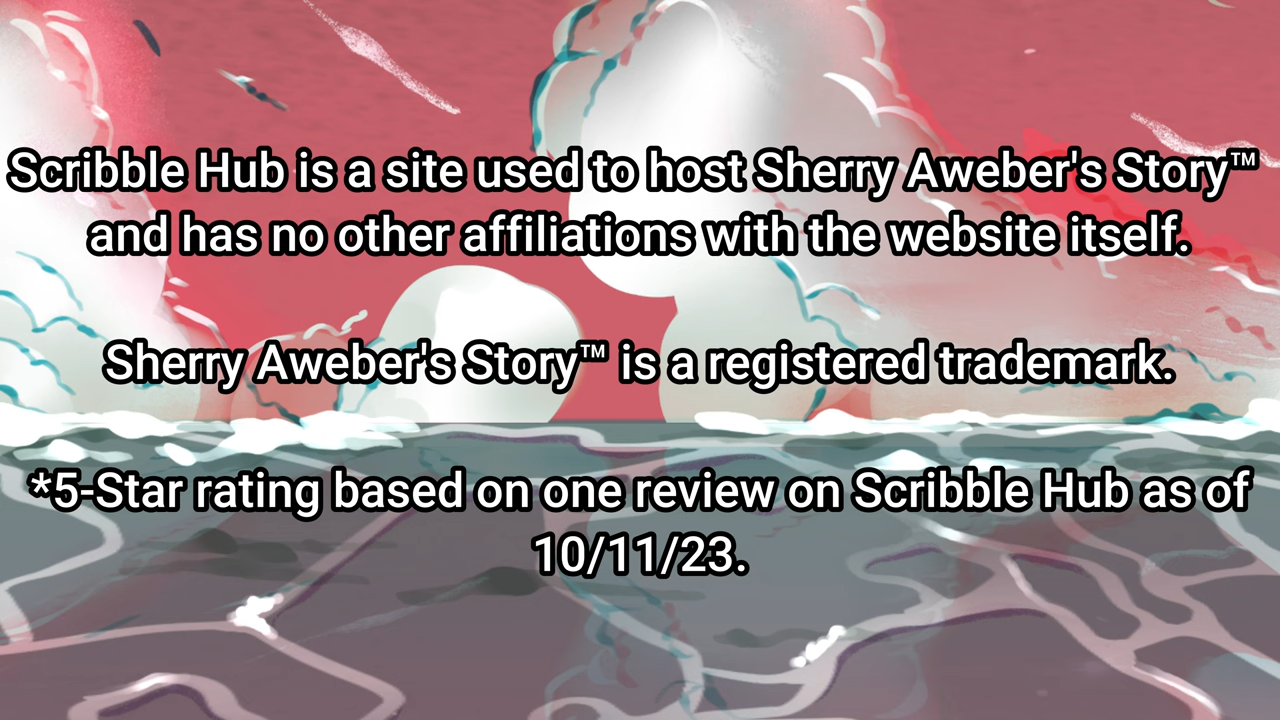 Scribble Hub is a site used to host Sherry Aweber's Story™
and has no other affiliations with the website itself.
Sherry Aweber's Story™ is a registered trademark.
*5-Star rating based on one review on Scribble Hub as of
10/11/23.